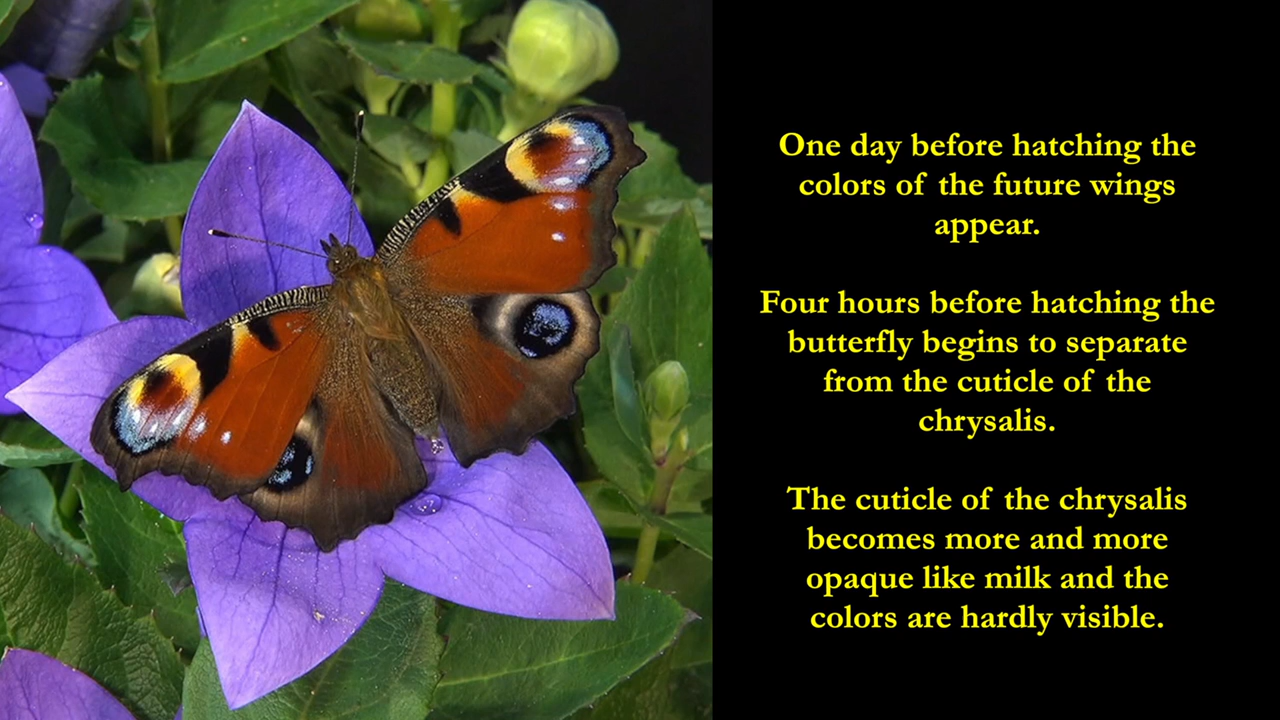 One day before hatching the
colors of the future wings
appear.
Four hours before hatching the
butterfly begins to separate
from the cuticle of the
chrysalis.
The cuticle of the chrysalis
becomes more and more
opaque like milk and the
colors are hardly visible.